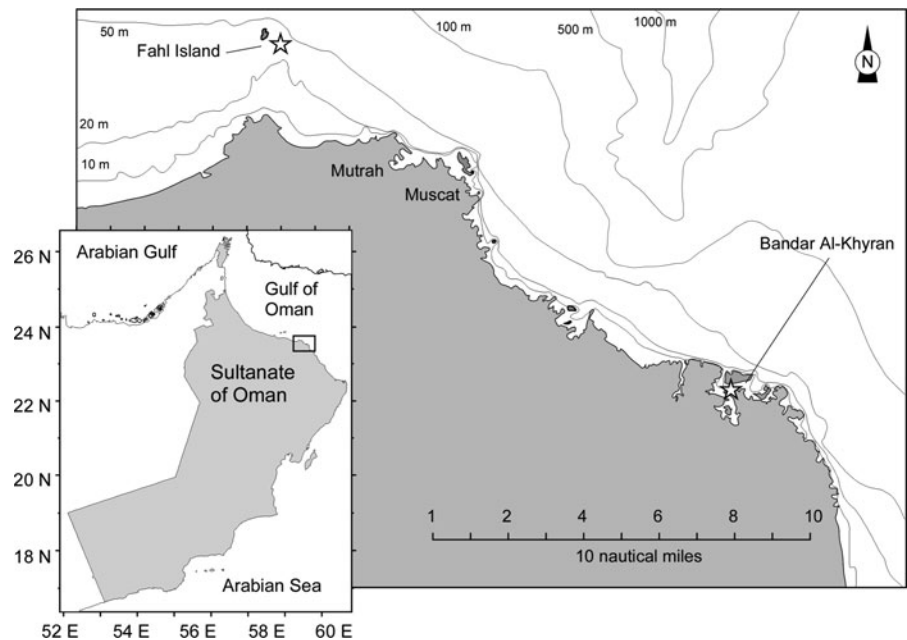 50 m
100 m
500 m
1000 m
N
Fahl Island
20 m
10 m
Mutrah
Muscat
Bandar Al-Khyran
1 2 4 6 8 10
10 nautical miles
26 N
24 N
22 N
20 N
18 N
Arabian Gulf
Gulf of
Oman
Sultanate
of Oman
Arabian Sea
52 E 54 E 56 E 58 E 60 E